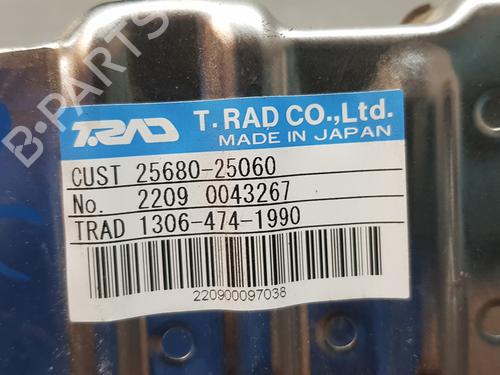 B-PARTS
T.RAD T. RAD CO.,Ltd.
MADE IN JAPAN
CUST 25680-25060
No. 2209 0043267
TRAD 1306-474-1990
220900097038